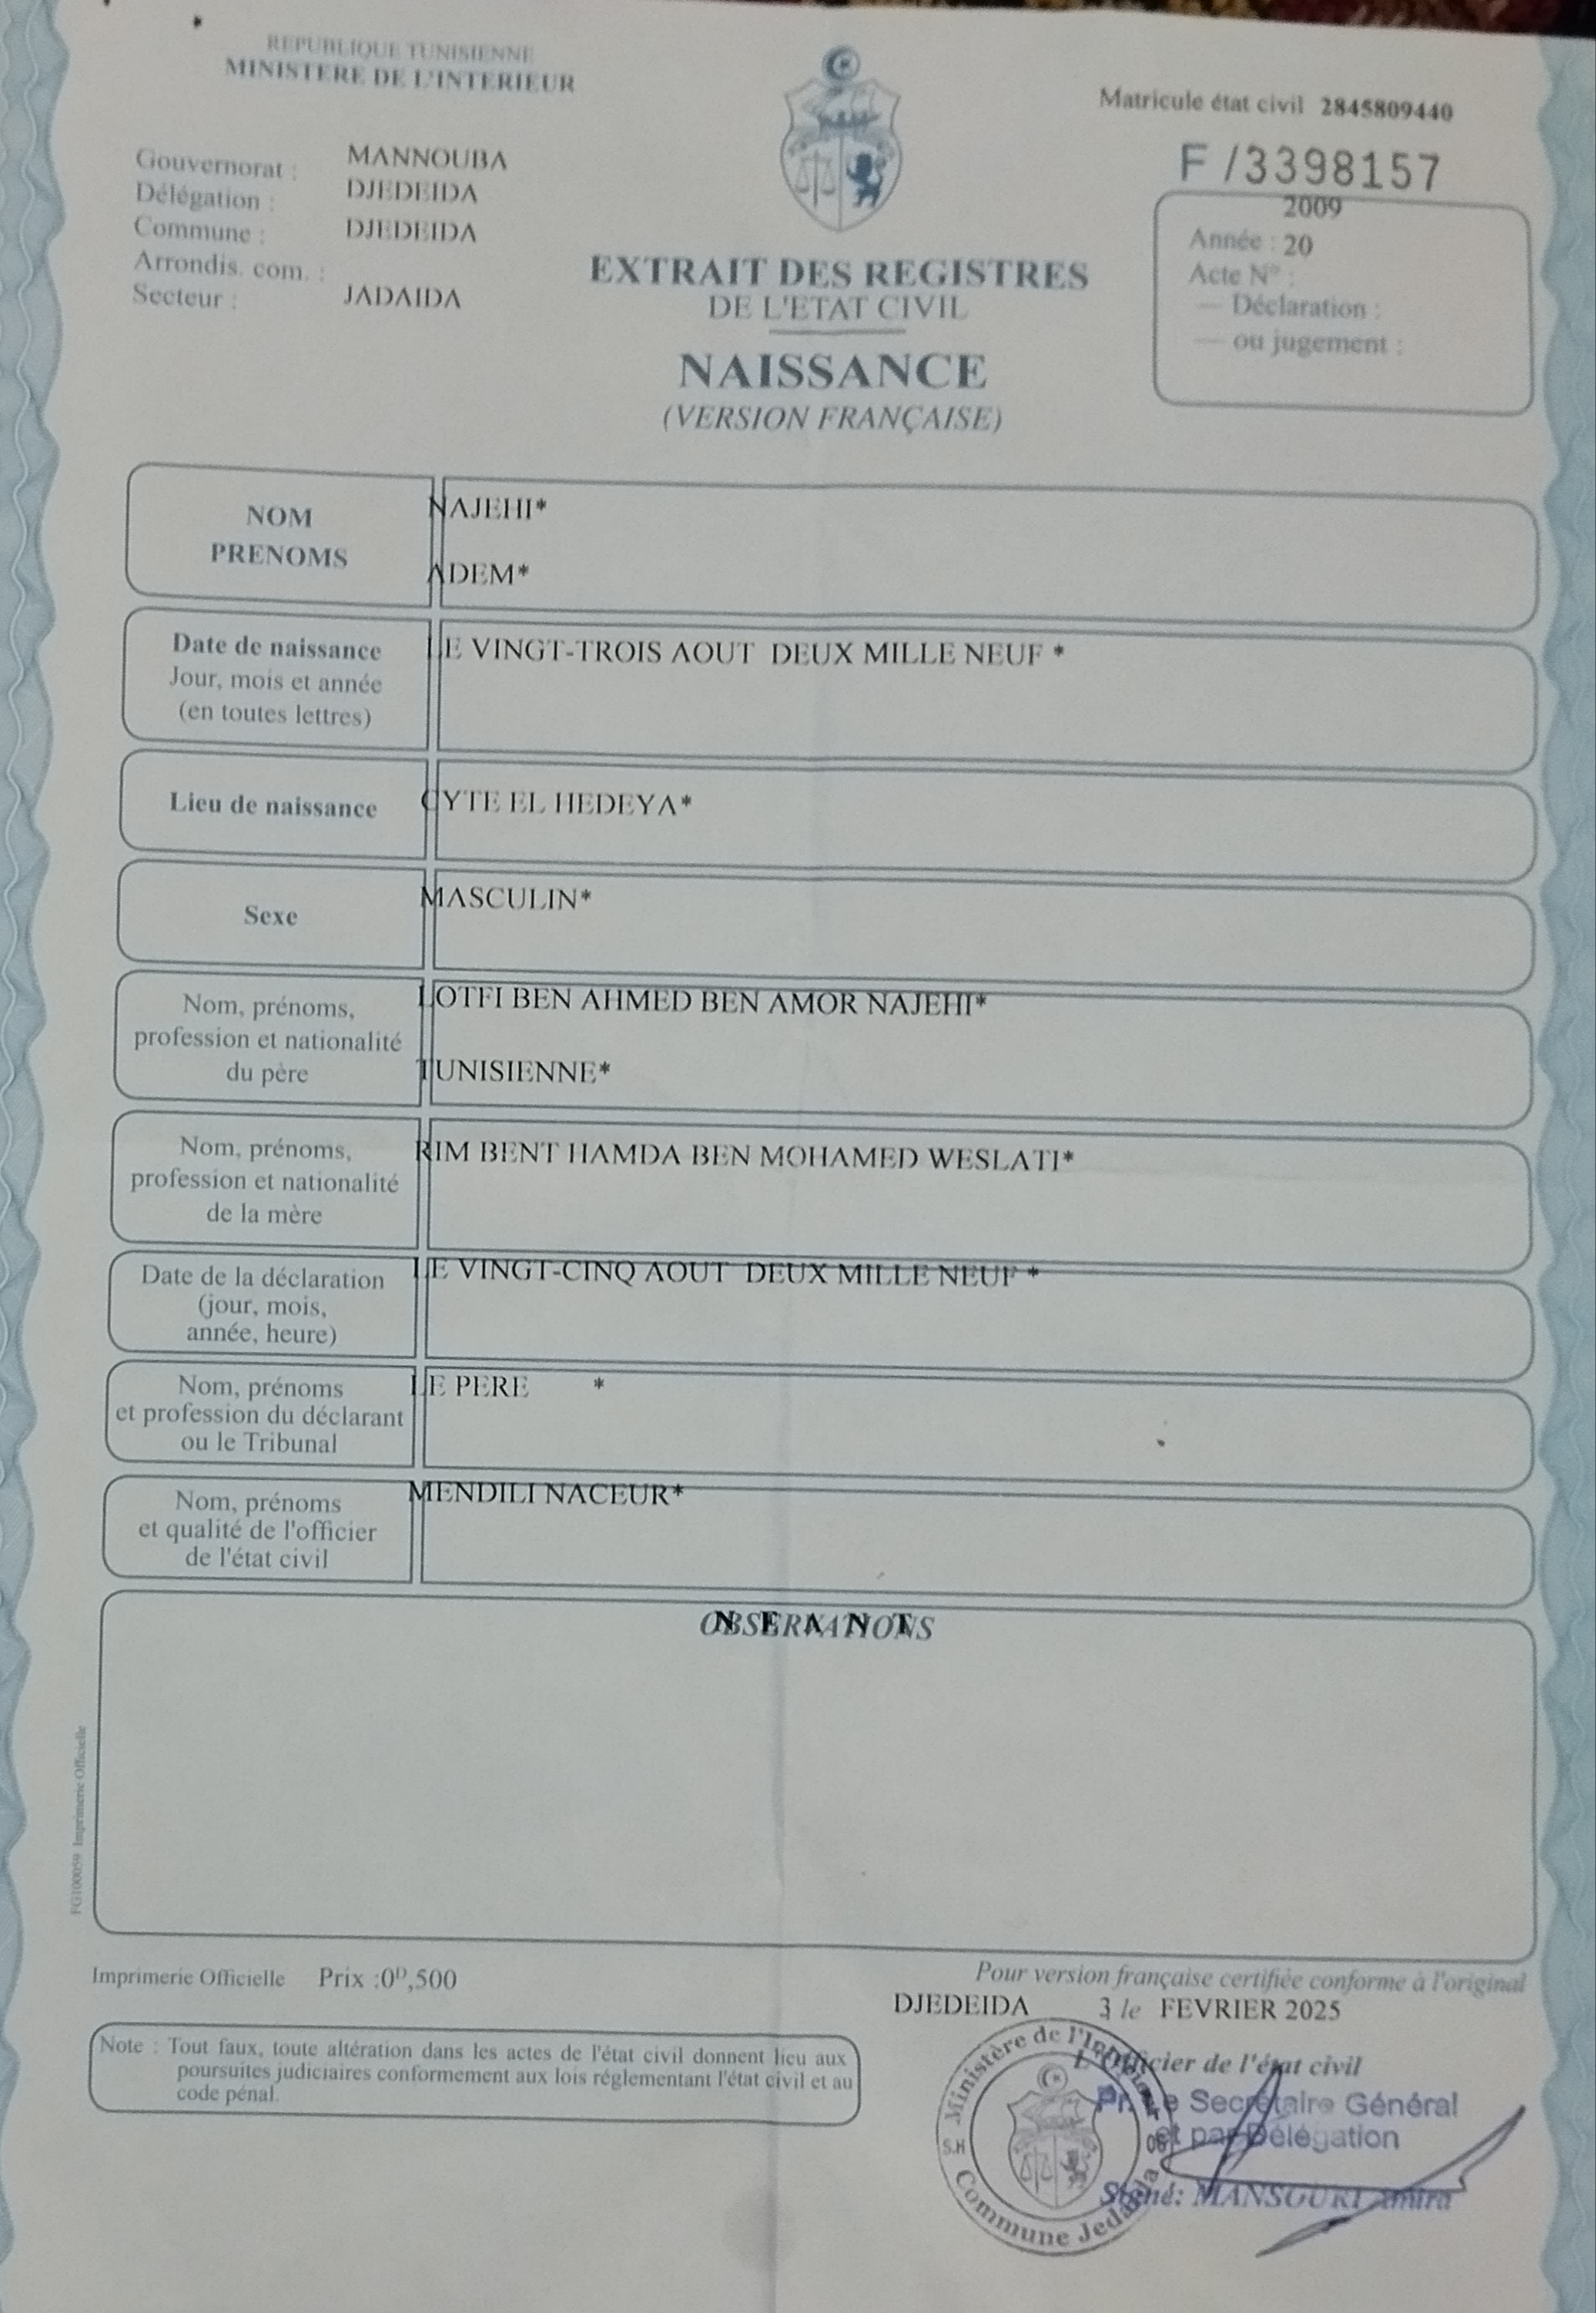 REPUBLIQUE TUNISIENNE
MINISTERE DE L'INTERIEUR
Matricule état civil 2845809440
F /3398157
Gouvernorat : MANNOUBA
Délégation : DJEDEIDA
Commune : DJEDEIDA
Arrondis. com. :
Secteur : JADAIDA
2009
Année : 20
Acte N° :
— Déclaration :
— ou jugement :
EXTRAIT DES REGISTRES
DE L'ETAT CIVIL
NAISSANCE
(VERSION FRANÇAISE)
NOM
PRENOMS
NAJEHI*
ADEM*
Date de naissance
Jour, mois et année
(en toutes lettres)
LE VINGT-TROIS AOUT DEUX MILLE NEUF *
Lieu de naissance
CYTE EL HEDEYA*
Sexe
MASCULIN*
Nom, prénoms,
profession et nationalité
du père
LOTFI BEN AHMED BEN AMOR NAJEHI*
TUNISIENNE*
Nom, prénoms,
profession et nationalité
de la mère
RIM BENT HAMDA BEN MOHAMED WESLATI*
Date de la déclaration
(jour, mois,
année, heure)
LE VINGT-CINQ AOUT DEUX MILLE NEUF *
Nom, prénoms
et profession du déclarant
ou le Tribunal
LE PERE *
Nom, prénoms
et qualité de l'officier
de l'état civil
MENDILI NACEUR*
OBSERVATIONS
N E A N T
FG100059 Imprimerie Officielle
Imprimerie Officielle Prix :0ᴰ,500
Pour version française certifiée conforme à l'original
DJEDEIDA 3 le FEVRIER 2025
Note : Tout faux, toute altération dans les actes de l'état civil donnent lieu aux
poursuites judiciaires conformement aux lois réglementant l'état civil et au
code pénal.
L'Officier de l'état civil
Pr. Le Secrétaire Général
et par Délégation
Signé: MANSOURI Amira
Ministère de l'Intérieur
S.H
06
Commune Jedaida